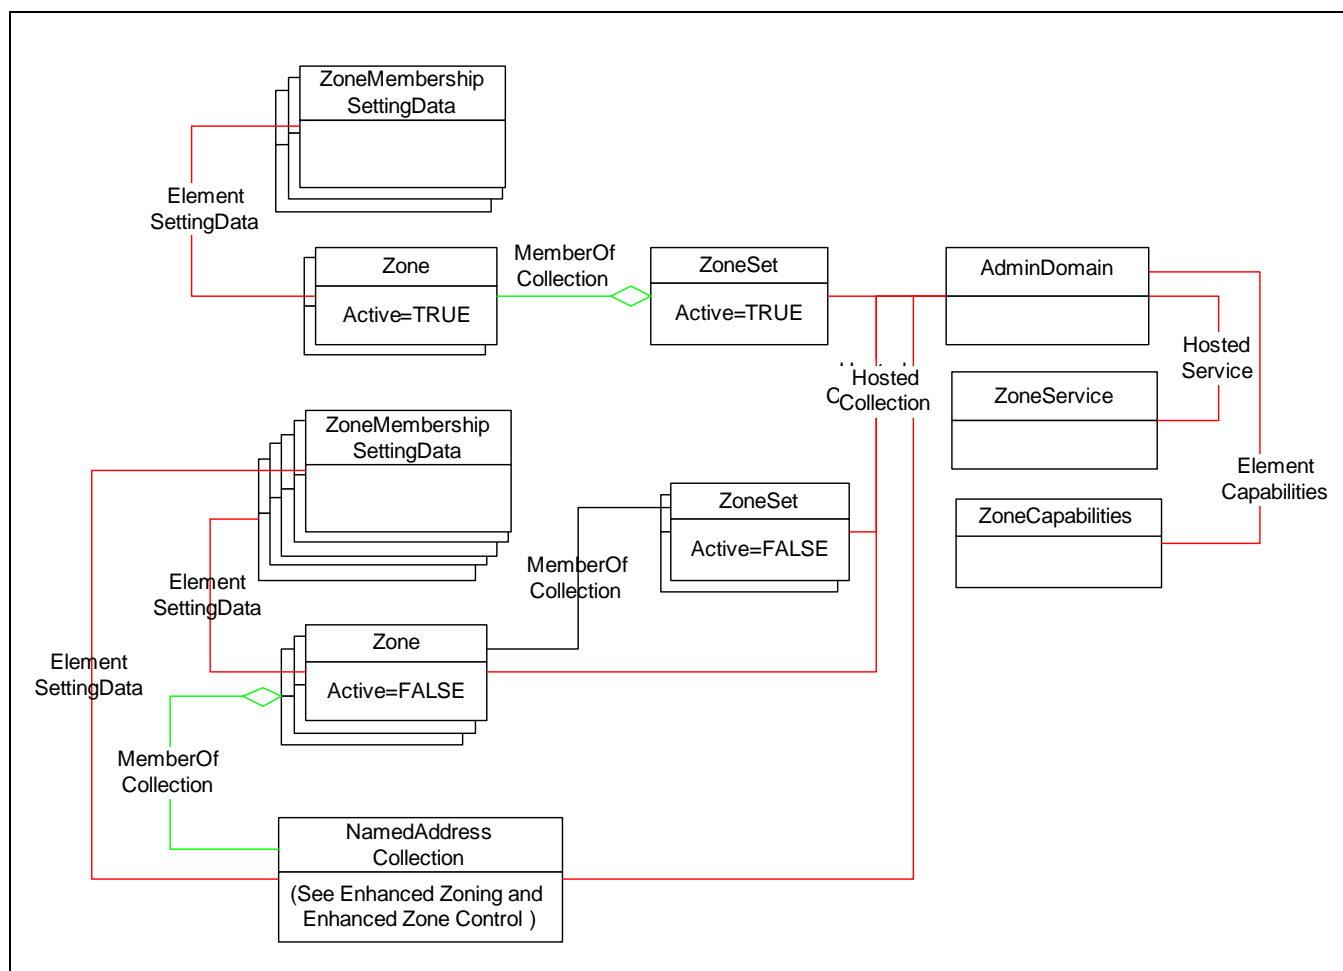 ZoneMembership
SettingData
Element
SettingData
Zone
Active=TRUE
MemberOf
Collection
ZoneSet
Active=TRUE
AdminDomain
Hosted
Service
Hosted
Collection
ZoneService
ZoneMembership
SettingData
Element
Capabilities
ZoneSet
Active=FALSE
ZoneCapabilities
MemberOf
Collection
Element
SettingData
Zone
Active=FALSE
Element
SettingData
MemberOf
Collection
NamedAddress
Collection
(See Enhanced Zoning and
Enhanced Zone Control )